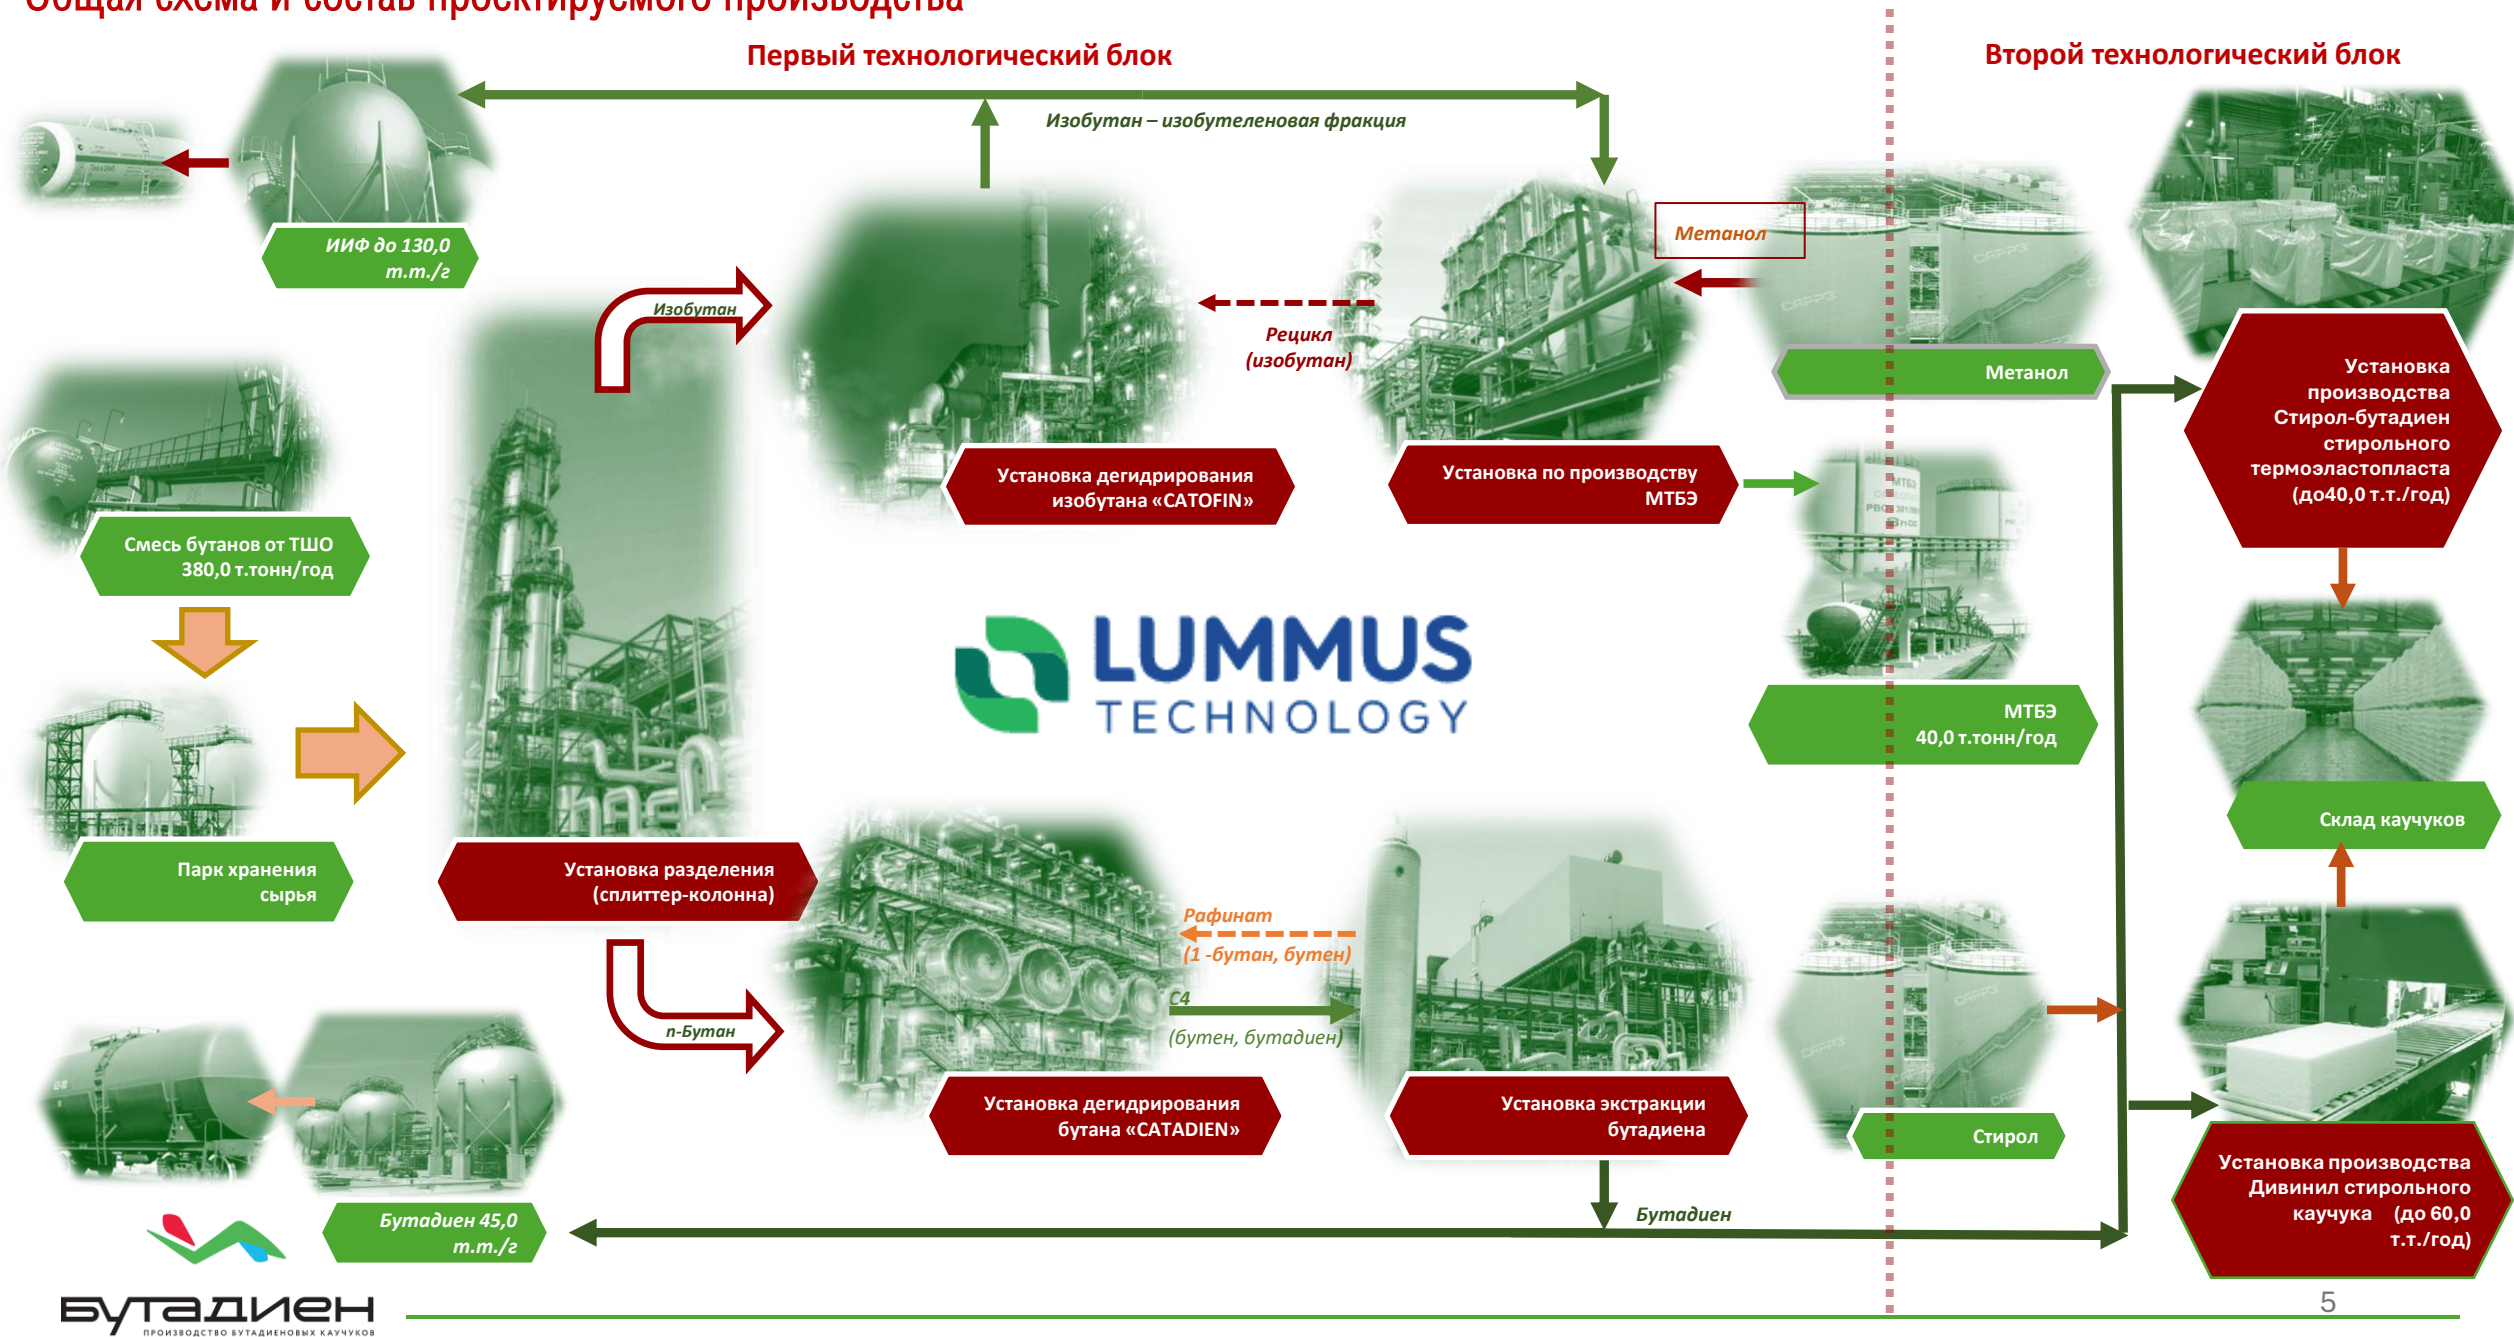 Общая схема и состав проектируемого производства
Первый технологический блок
Второй технологический блок
Изобутан – изобутеленовая фракция
ИИФ до 130,0
т.т./г
Метанол
Изобутан
Рецикл
(изобутан)
Метанол
Установка
производства
Стирол-бутадиен
стирольного
термоэластопласта
(до40,0 т.т./год)
Установка дегидрирования
изобутана «CATOFIN»
Установка по производству
МТБЭ
МТБЭ
Смесь бутанов от ТШО
380,0 т.тонн/год
LUMMUS
TECHNOLOGY
МТБЭ
40,0 т.тонн/год
Склад каучуков
Парк хранения
сырья
Установка разделения
(сплиттер-колонна)
Рафинат
(1 -бутан, бутен)
С4
(бутен, бутадиен)
n-Бутан
Установка дегидрирования
бутана «CATADIEN»
Установка экстракции
бутадиена
Стирол
Установка производства
Дивинил стирольного
каучука (до 60,0
т.т./год)
Бутадиен 45,0
т.т./г
Бутадиен
БУТАДИЕН
ПРОИЗВОДСТВО БУТАДИЕНОВЫХ КАУЧУКОВ
5